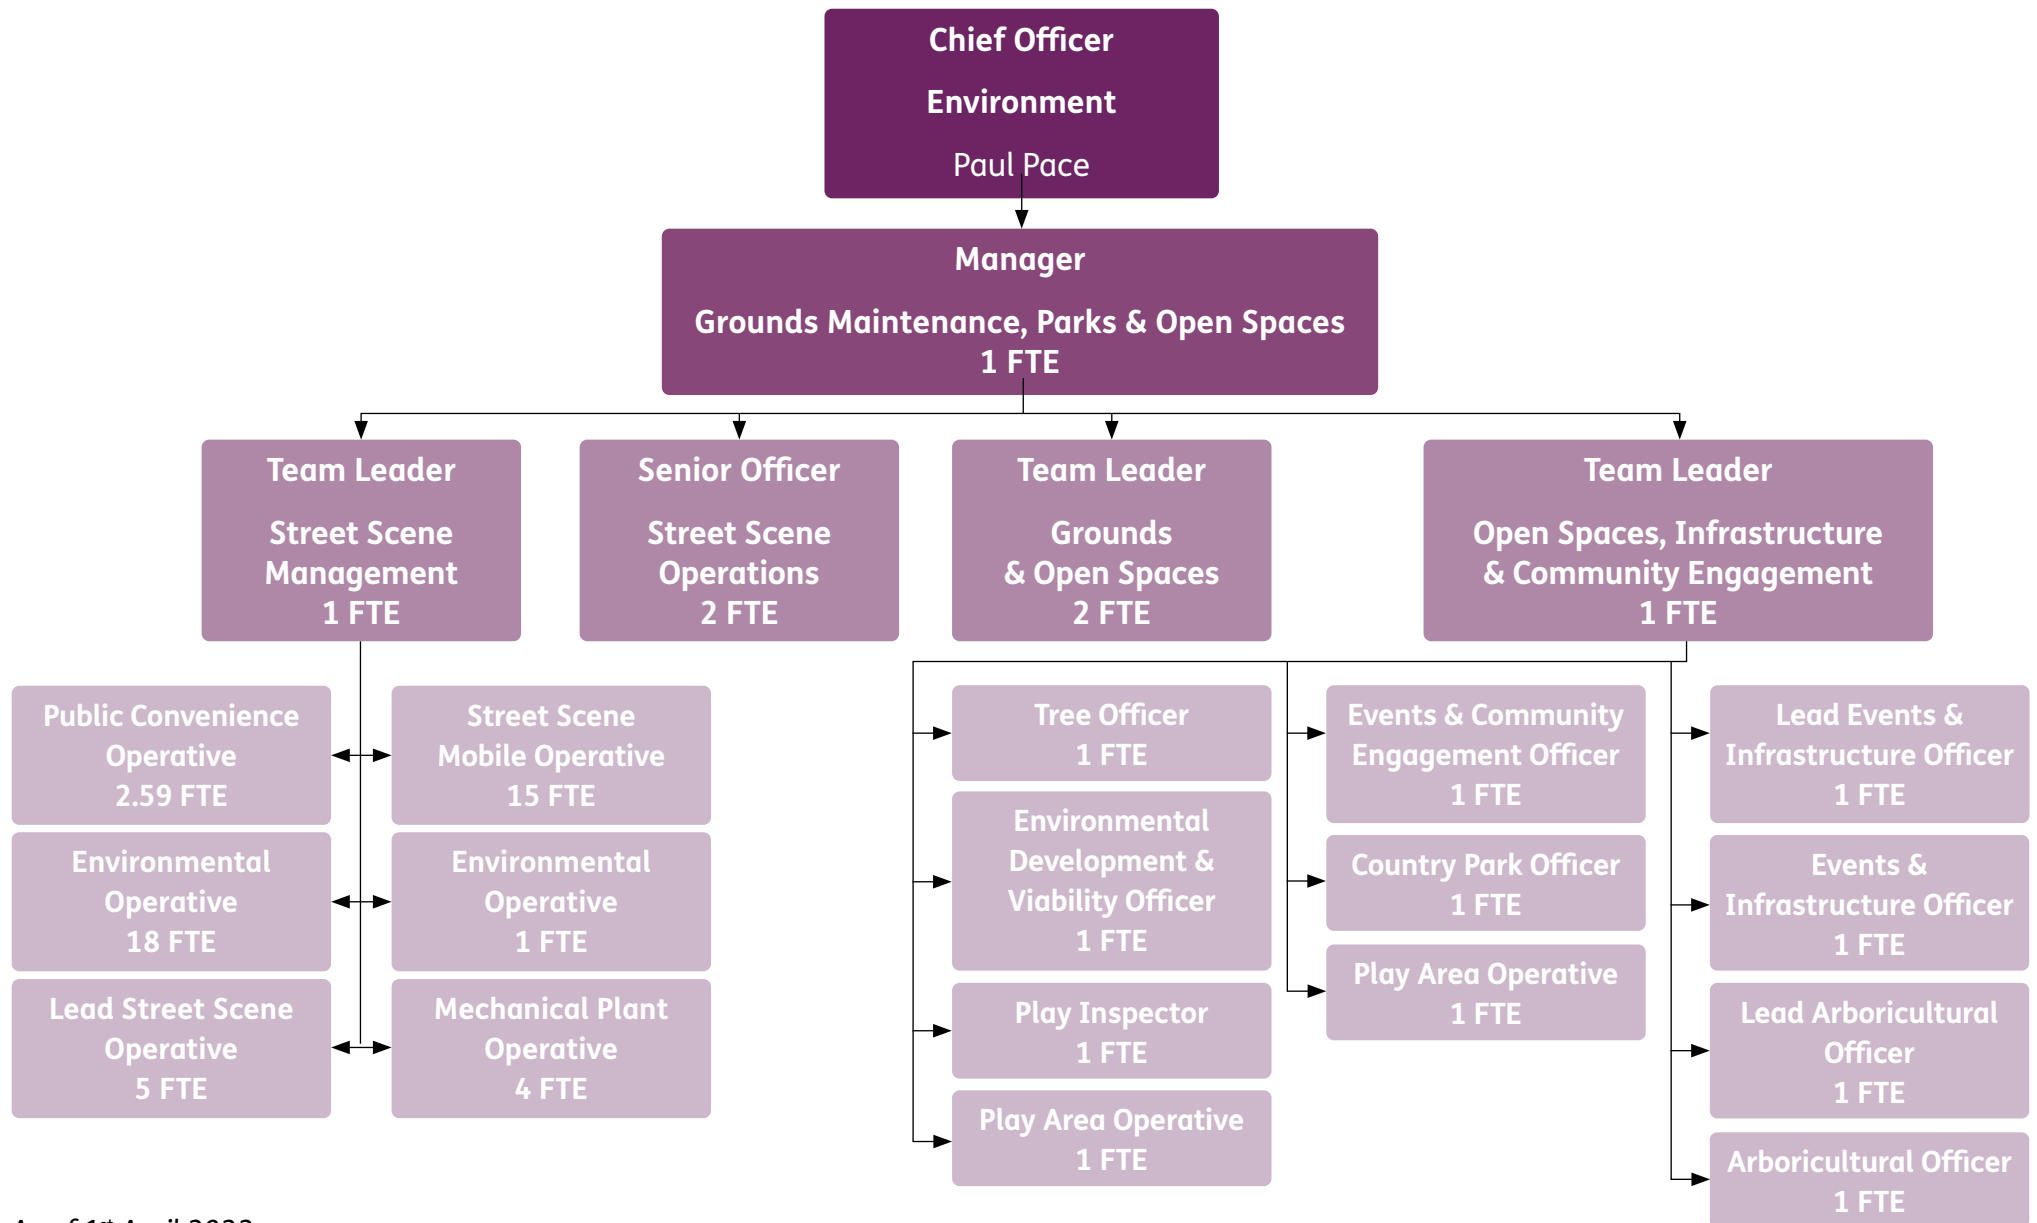 Chief Officer
Environment
Paul Pace
Manager
Grounds Maintenance, Parks & Open Spaces
1 FTE
Team Leader
Street Scene
Management
1 FTE
Senior Officer
Street Scene
Operations
2 FTE
Team Leader
Grounds
& Open Spaces
2 FTE
Team Leader
Open Spaces, Infrastructure
& Community Engagement
1 FTE
Public Convenience
Operative
2.59 FTE
Street Scene
Mobile Operative
15 FTE
Environmental
Operative
18 FTE
Environmental
Operative
1 FTE
Lead Street Scene
Operative
5 FTE
Mechanical Plant
Operative
4 FTE
Tree Officer
1 FTE
Environmental
Development &
Viability Officer
1 FTE
Play Inspector
1 FTE
Play Area Operative
1 FTE
Events & Community
Engagement Officer
1 FTE
Country Park Officer
1 FTE
Play Area Operative
1 FTE
Lead Events &
Infrastructure Officer
1 FTE
Events &
Infrastructure Officer
1 FTE
Lead Arboricultural
Officer
1 FTE
Arboricultural Officer
1 FTE
As of 1st April